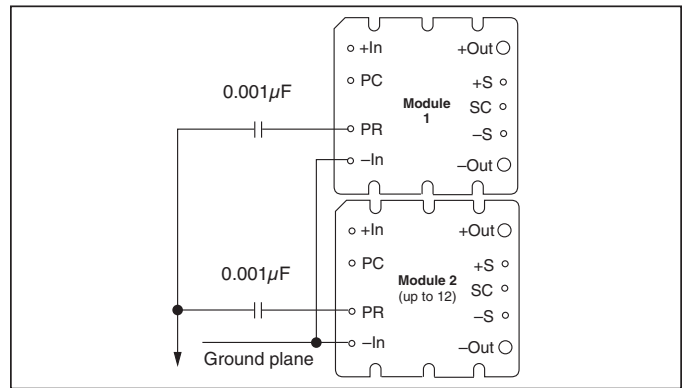 +In
+Out
PC
+S
0.001µF
Module
1
SC
PR
–S
–In
–Out
+In
+Out
PC
+S
0.001µF
Module 2
(up to 12)
SC
PR
–S
–In
–Out
Ground plane